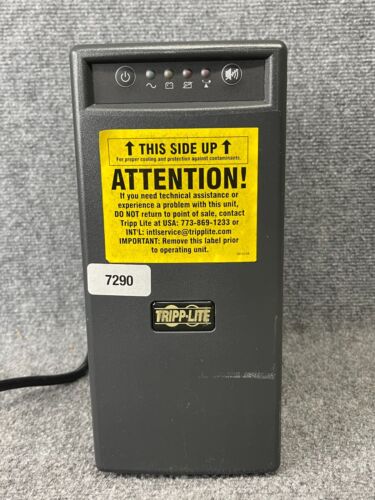 ↑ THIS SIDE UP ↑
For proper cooling and protection against contaminants.
ATTENTION!
If you need technical assistance or
experience a problem with this unit,
DO NOT return to point of sale, contact
Tripp Lite at USA: 773-869-1233 or
INT'L: intlservice@tripplite.com
IMPORTANT: Remove this label prior
to operating unit.
7290
TRIPP·LITE